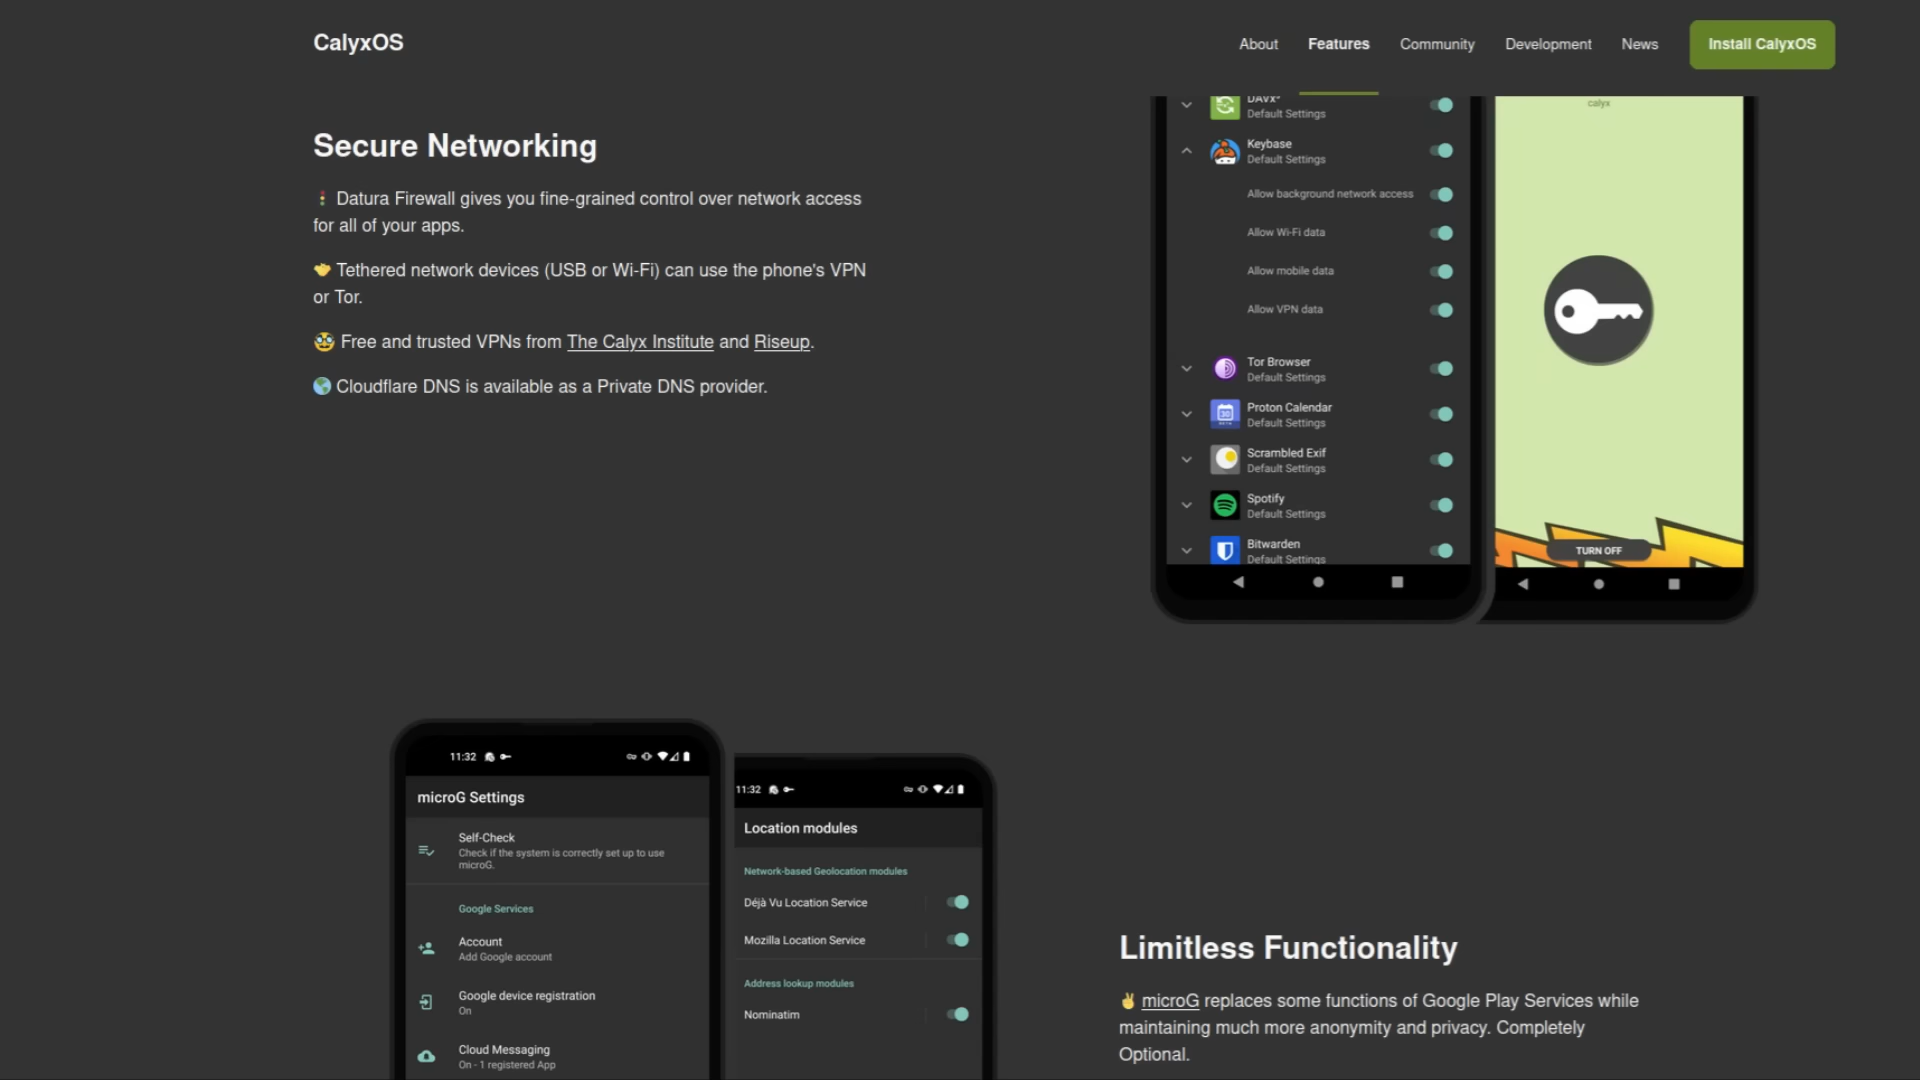 CalyxOS
About
Features
Community
Development
News
Install CalyxOS
Secure Networking
Datura Firewall gives you fine-grained control over network access
for all of your apps.
Tethered network devices (USB or Wi-Fi) can use the phone's VPN
or Tor.
Free and trusted VPNs from The Calyx Institute and Riseup.
Cloudflare DNS is available as a Private DNS provider.
Default Settings
Keybase
Default Settings
Allow background network access
Allow Wi-Fi data
Allow mobile data
Allow VPN data
Tor Browser
Default Settings
Proton Calendar
Default Settings
Scrambled Exif
Default Settings
Spotify
Default Settings
Bitwarden
Default Settings
calyx
TURN OFF
11:32
microG Settings
Self-Check
Check if the system is correctly set up to use
microG.
Google Services
Account
Add Google account
Google device registration
On
Cloud Messaging
On - 1 registered App
11:32
Location modules
Network-based Geolocation modules
Déjà Vu Location Service
Mozilla Location Service
Address lookup modules
Nominatim
Limitless Functionality
microG replaces some functions of Google Play Services while
maintaining much more anonymity and privacy. Completely
Optional.